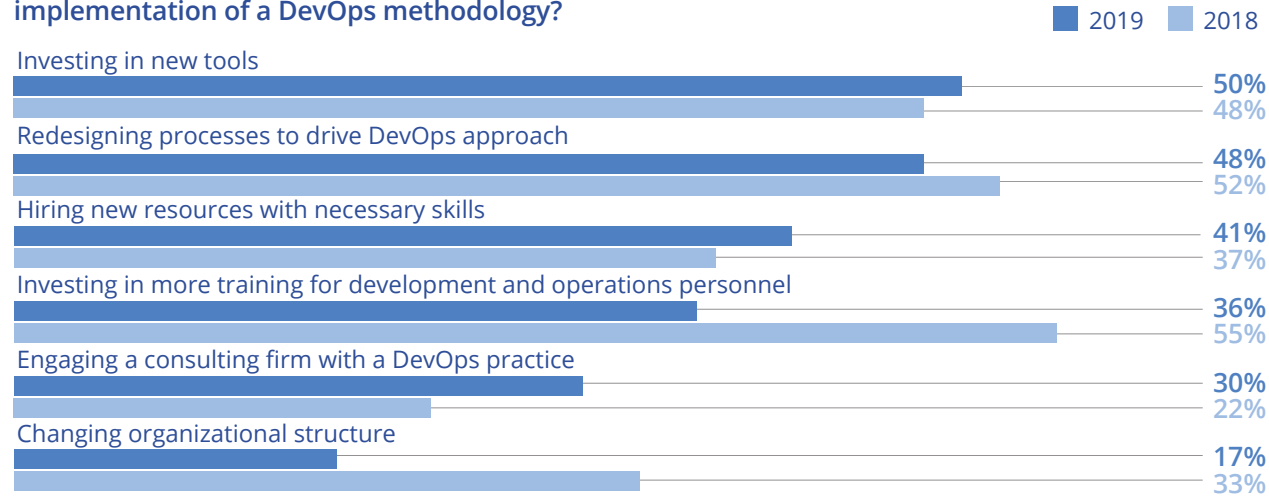 implementation of a DevOps methodology?
2019 2018
Investing in new tools
50%
48%
Redesigning processes to drive DevOps approach
48%
52%
Hiring new resources with necessary skills
41%
37%
Investing in more training for development and operations personnel
36%
55%
Engaging a consulting firm with a DevOps practice
30%
22%
Changing organizational structure
17%
33%